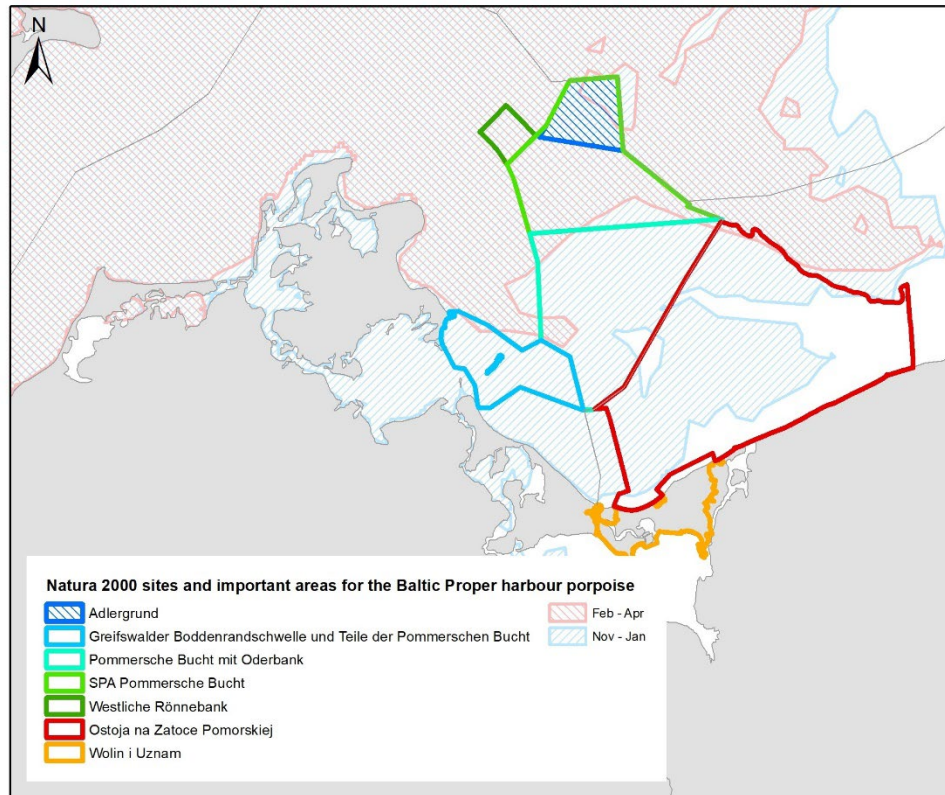 N
Natura 2000 sites and important areas for the Baltic Proper harbour porpoise
Adlergrund
Greifswalder Boddenrandschwelle und Teile der Pommerschen Bucht
Pommersche Bucht mit Oderbank
SPA Pommersche Bucht
Westliche Rönnebank
Ostoja na Zatoce Pomorskiej
Wolin i Uznam
Feb - Apr
Nov - Jan